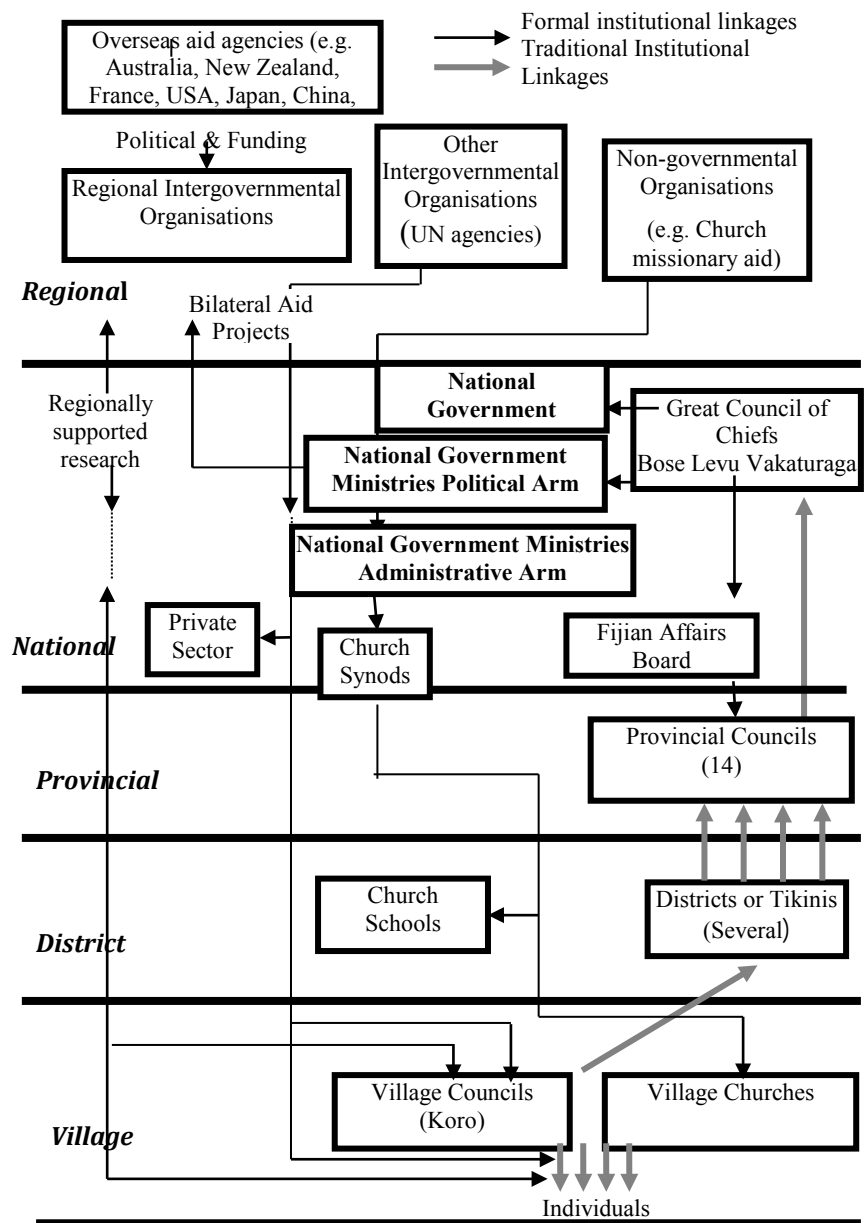 Formal institutional linkages
Traditional Institutional
Linkages
Overseas aid agencies (e.g.
Australia, New Zealand,
France, USA, Japan, China,
Political & Funding
Regional Intergovernmental
Organisations
Other
Intergovernmental
Organisations
(UN agencies)
Non-governmental
Organisations
(e.g. Church
missionary aid)
Regional
Bilateral Aid
Projects
Regionally
supported
research
National
Government
Great Council of
Chiefs
Bose Levu Vakaturaga
National Government
Ministries Political Arm
National Government Ministries
Administrative Arm
National
Private
Sector
Church
Synods
Fijian Affairs
Board
Provincial
Provincial Councils
(14)
District
Church
Schools
Districts or Tikinis
(Several)
Village
Village Councils
(Koro)
Village Churches
Individuals